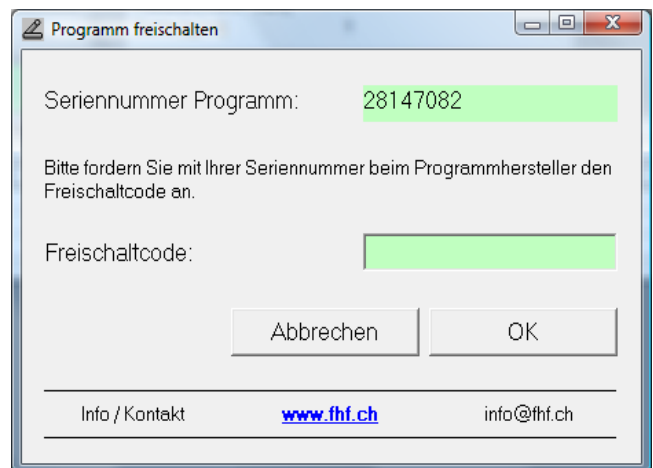 Programm freischalten
Seriennummer Programm: 28147082
Bitte fordern Sie mit Ihrer Seriennummer beim Programmhersteller den
Freischaltcode an.
Freischaltcode:
Abbrechen OK
Info / Kontakt www.fhf.ch info@fhf.ch